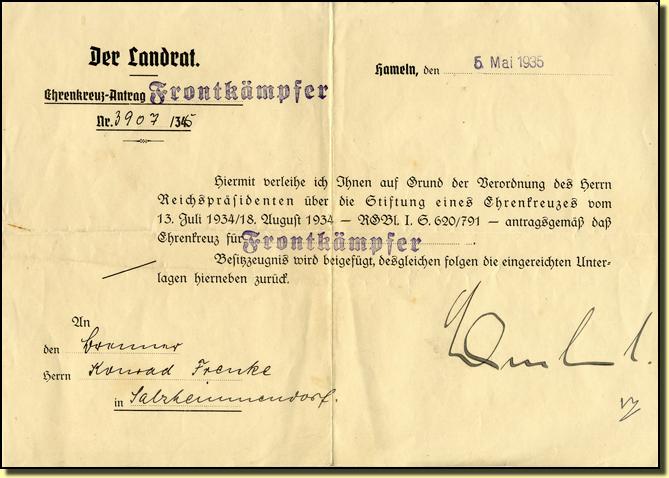 Der Landrat.
Ehrenkreuz-Antrag Frontkämpfer
Nr. 3907 /345
Hameln, den 5. Mai 1935
Hiermit verleihe ich Ihnen auf Grund der Verordnung des Herrn
Reichspräsidenten über die Stiftung eines Ehrenkreuzes vom
13. Juli 1934/18. August 1934 — RGBl. I. S. 620/791 — antragsgemäß daß
Ehrenkreuz für Frontkämpfer .
Besitzzeugnis wird beigefügt, desgleichen folgen die eingereichten Unter-
lagen hierneben zurück.
An
den
Herrn Konrad Frenke
in Salzhemmendorf.